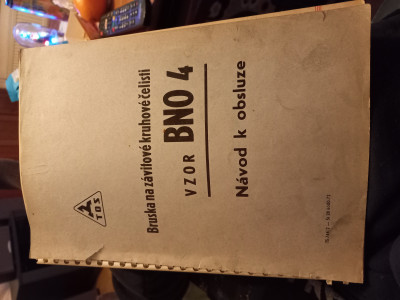 TOS
Bruska na závitové kruhové čelisti
VZOR BNO 4
Návod k obsluze